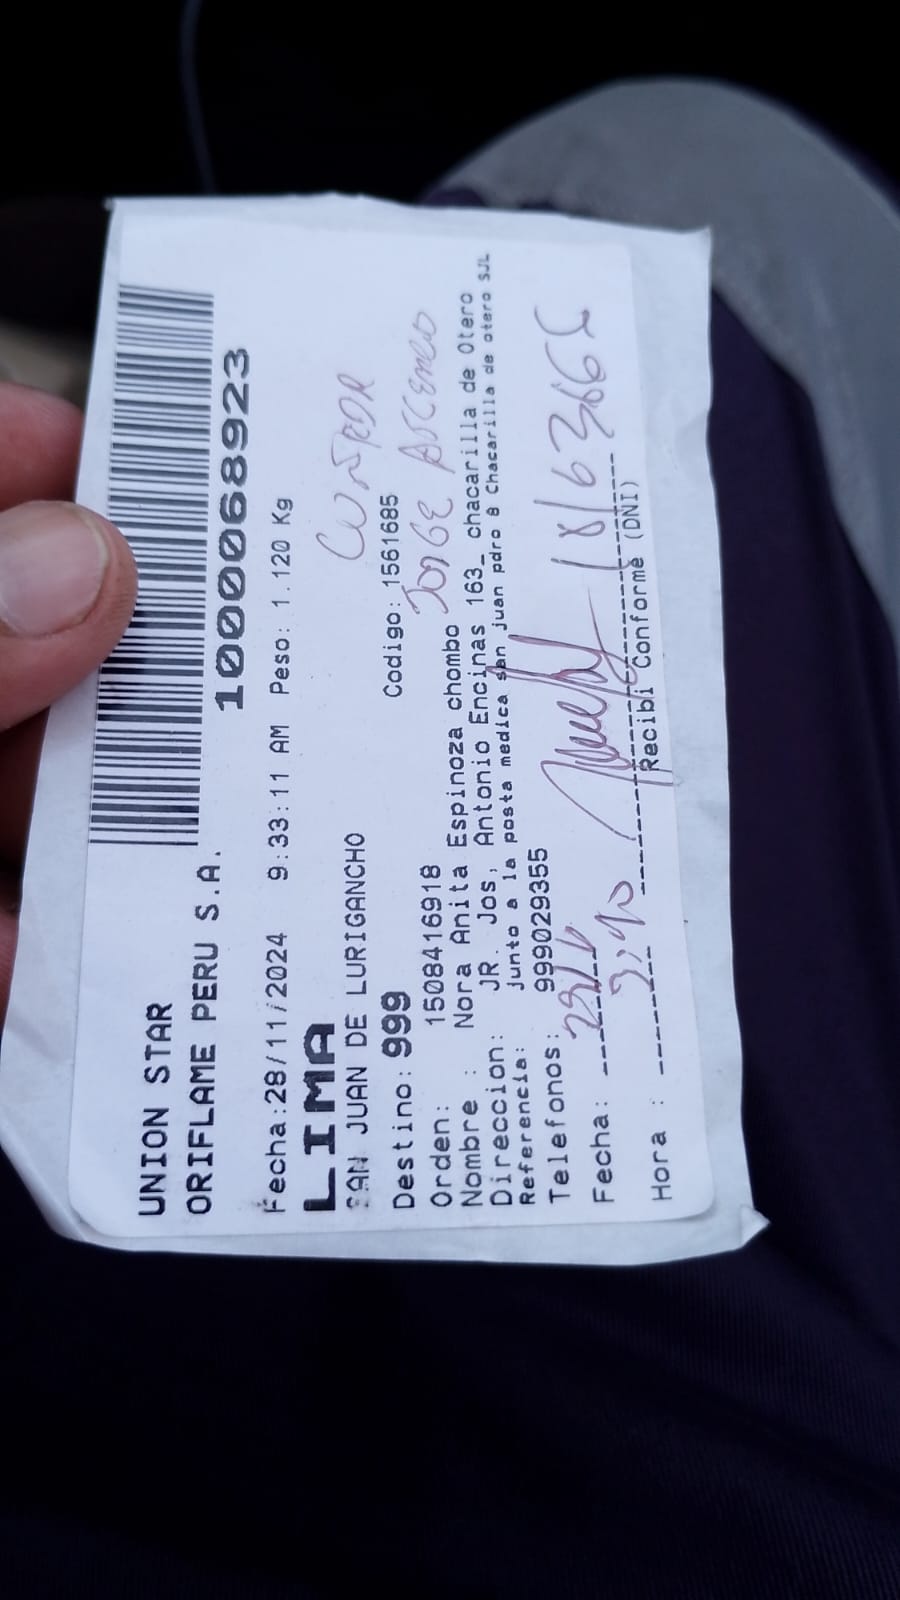 UNION STAR
ORIFLAME PERU S.A.
1000068923
Fecha:28/11/2024 9:33:11 AM Peso: 1.120 Kg
LIMA
SAN JUAN DE LURIGANCHO
Destino: 999 Codigo: 1561685
JORGE
Orden: 1508416918
Nombre : Nora Anita Espinoza chombo
Direccion: JR. Jos, Antonio Encinas 163_ chacarilla de Otero
Referencia: junto a la posta medica san juan pdro 8 Chacarilla de otero SJL
Telefonos: 999029355
Fecha:
Hora :
Recibi Conforme (DNI)